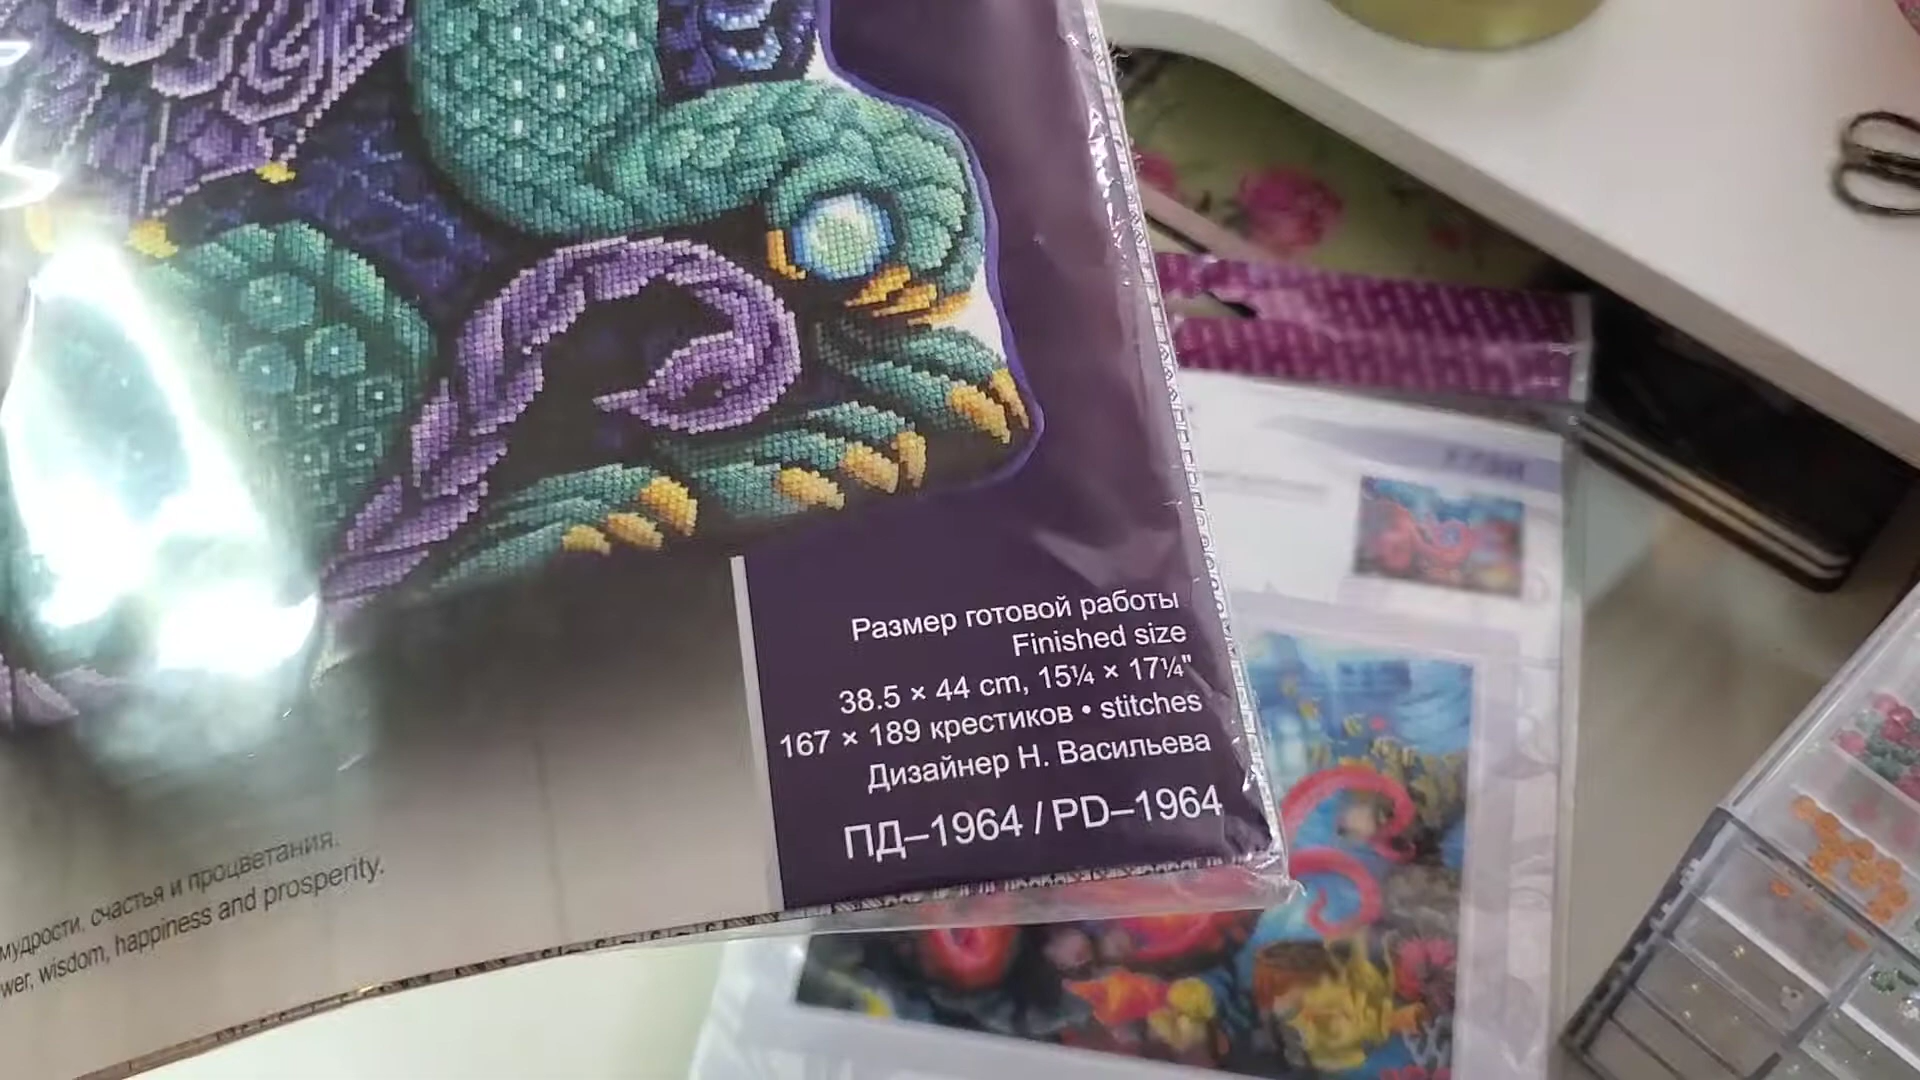 Размер готовой работы
Finished size
38.5 × 44 cm, 15¼ × 17¼"
167 × 189 крестиков • stitches
Дизайнер Н. Васильева
ПД–1964 / PD–1964
мудрости, счастья и процветания.
wer, wisdom, happiness and prosperity.